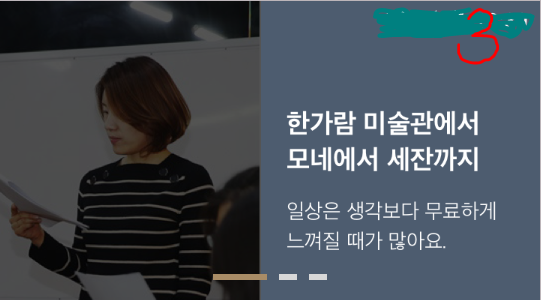 3
한가람 미술관에서
모네에서 세잔까지
일상은 생각보다 무료하게
느껴질 때가 많아요.